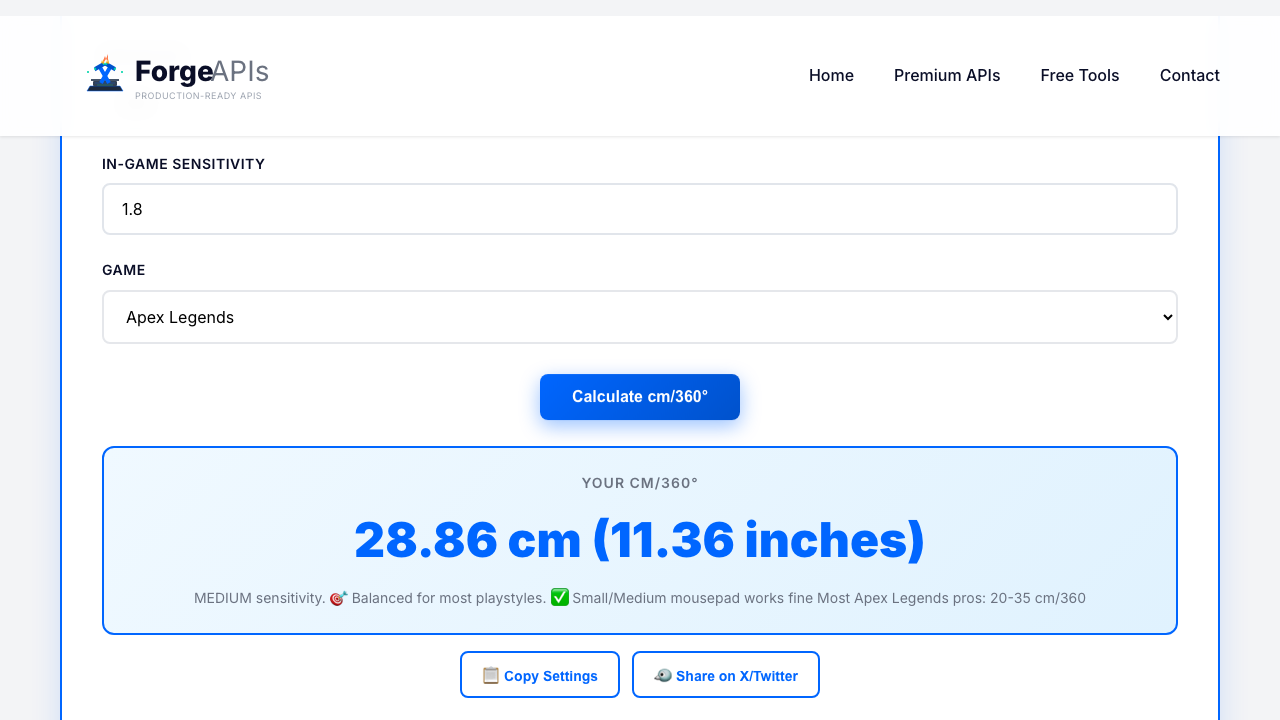 ForgeAPIs
PRODUCTION-READY APIS
Home Premium APIs Free Tools Contact
IN-GAME SENSITIVITY
1.8
GAME
Apex Legends
Calculate cm/360°
YOUR CM/360°
28.86 cm (11.36 inches)
MEDIUM sensitivity. 🎯 Balanced for most playstyles. ✅ Small/Medium mousepad works fine Most Apex Legends pros: 20-35 cm/360
📋 Copy Settings
🐦 Share on X/Twitter